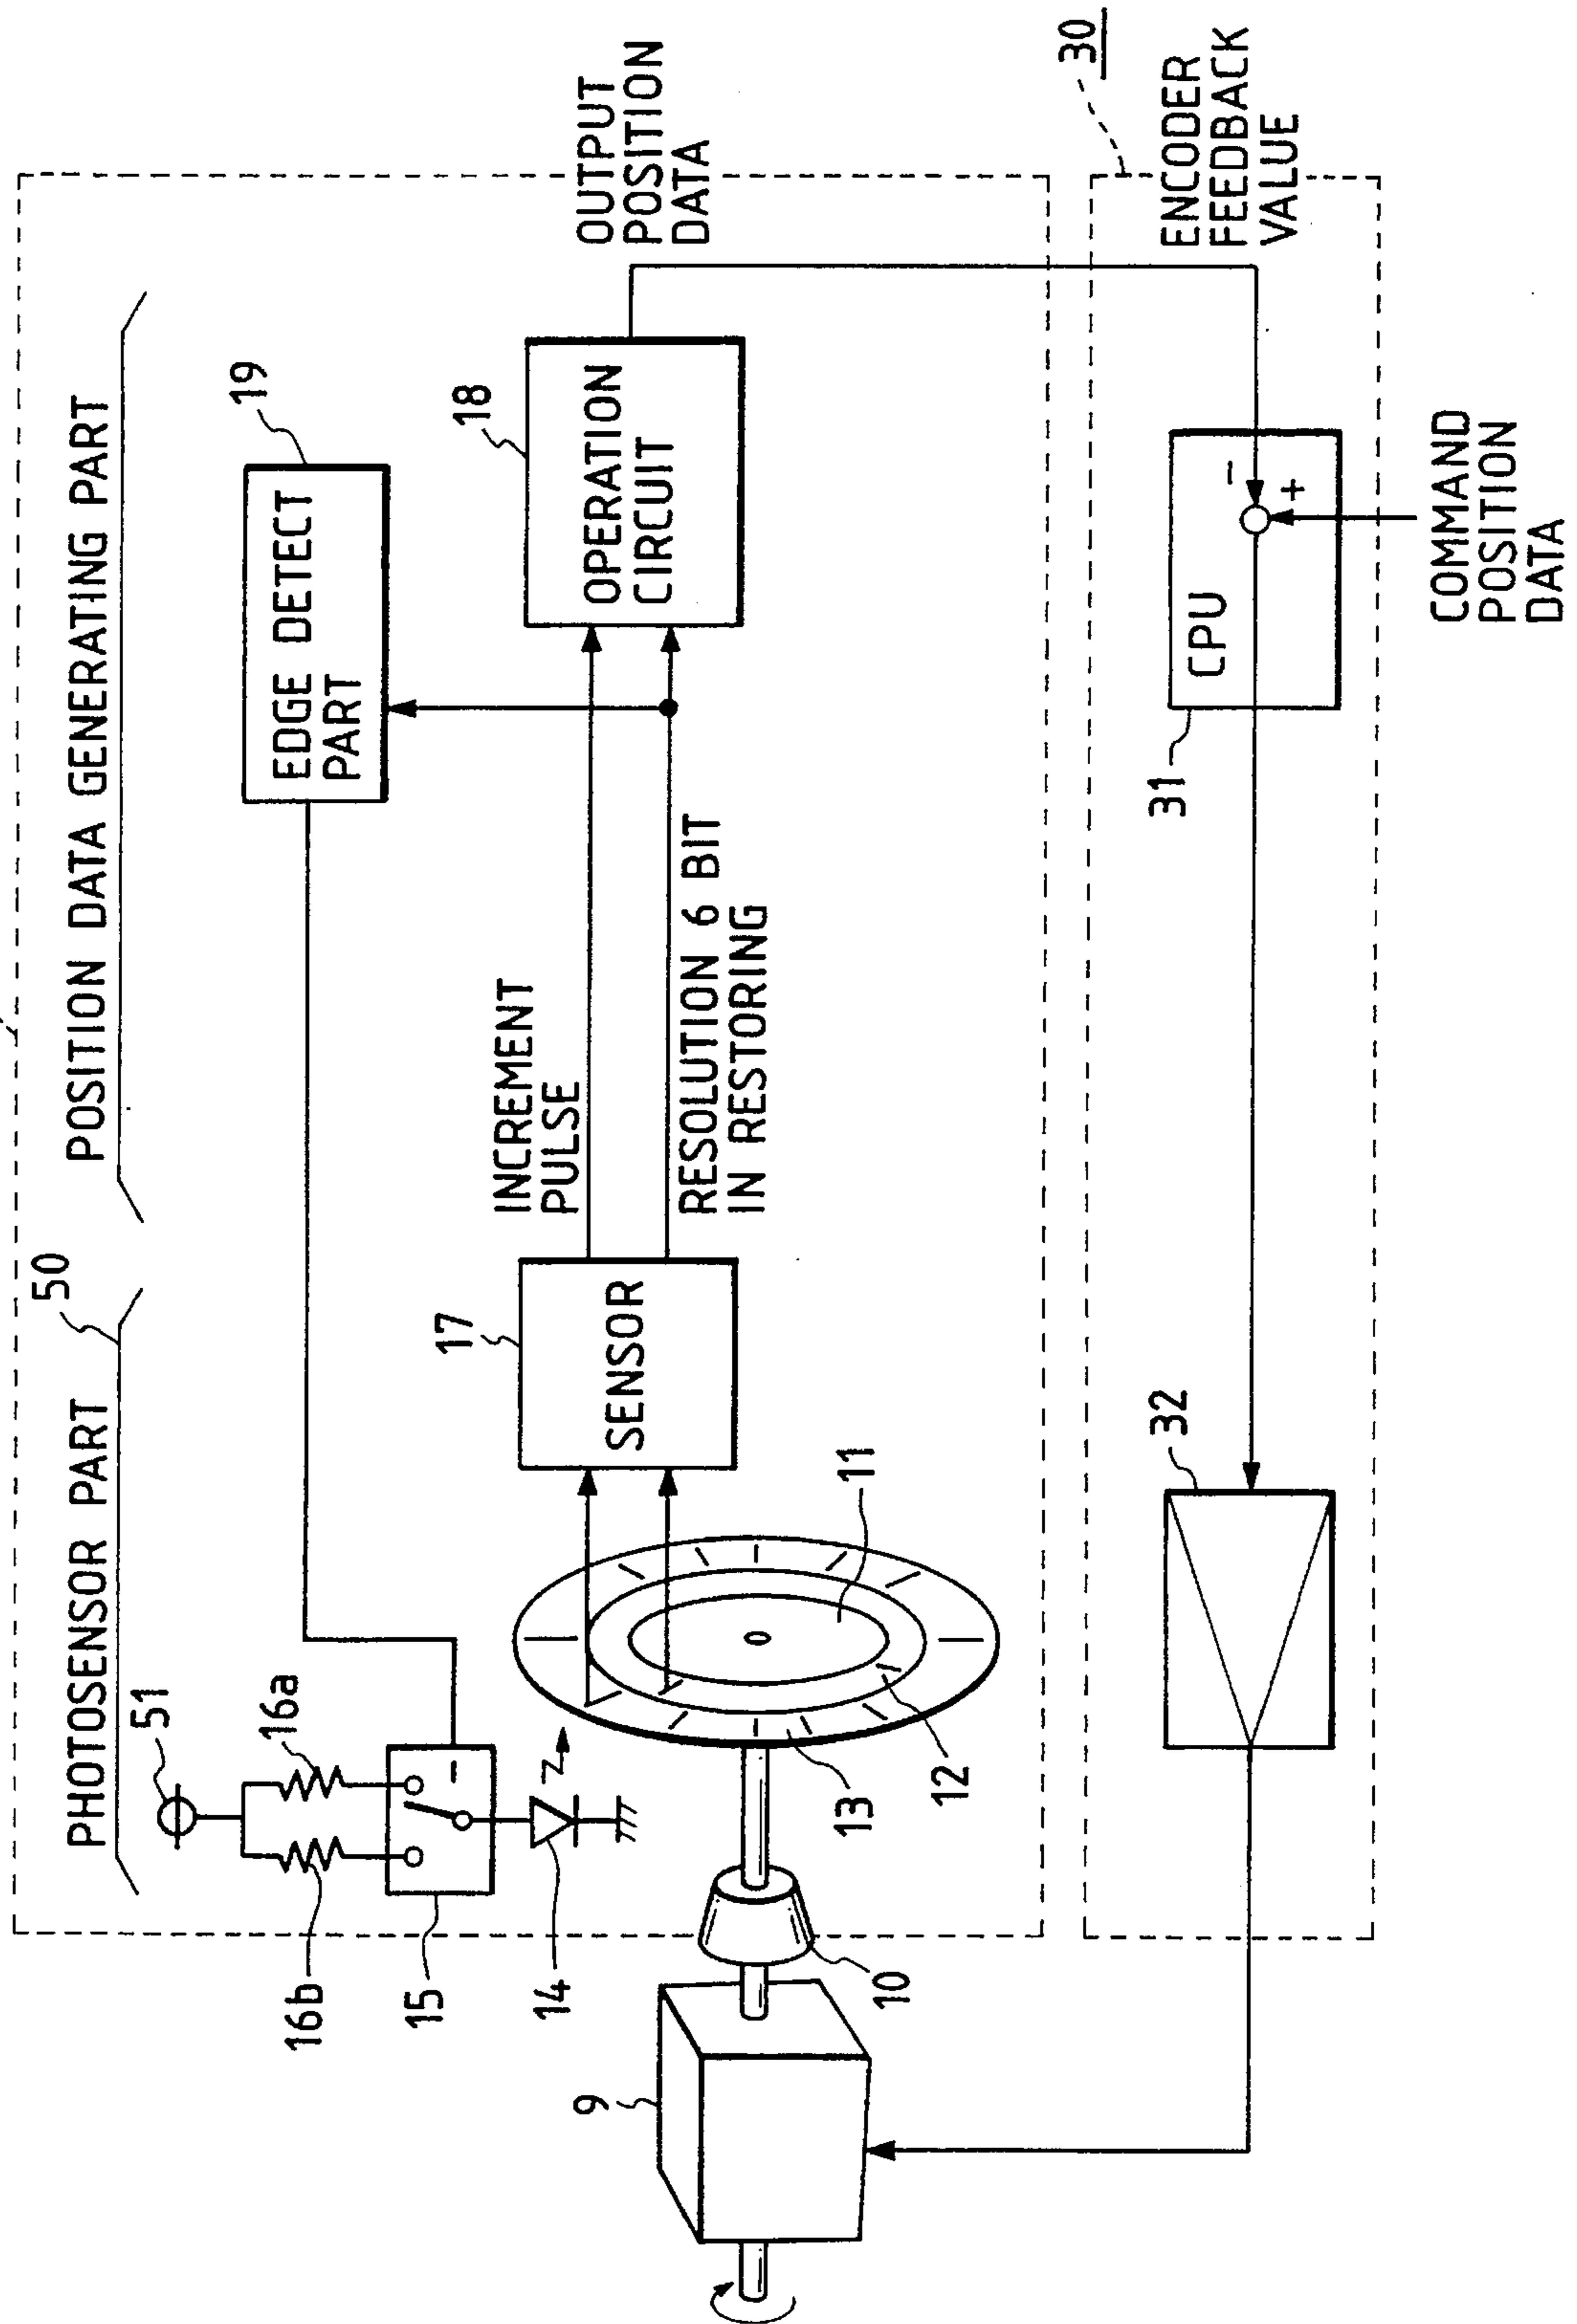 PHOTOSENSOR PART
50
POSITION DATA GENERATING PART
51
16a
16b
15
14
19
EDGE DETECT
PART
17
SENSOR
INCREMENT
PULSE
RESOLUTION 6 BIT
IN RESTORING
18
OPERATION
CIRCUIT
OUTPUT
POSITION
DATA
9
10
13
12
11
30
ENCODER
FEEDBACK
VALUE
32
31
CPU
-
+
COMMAND
POSITION
DATA